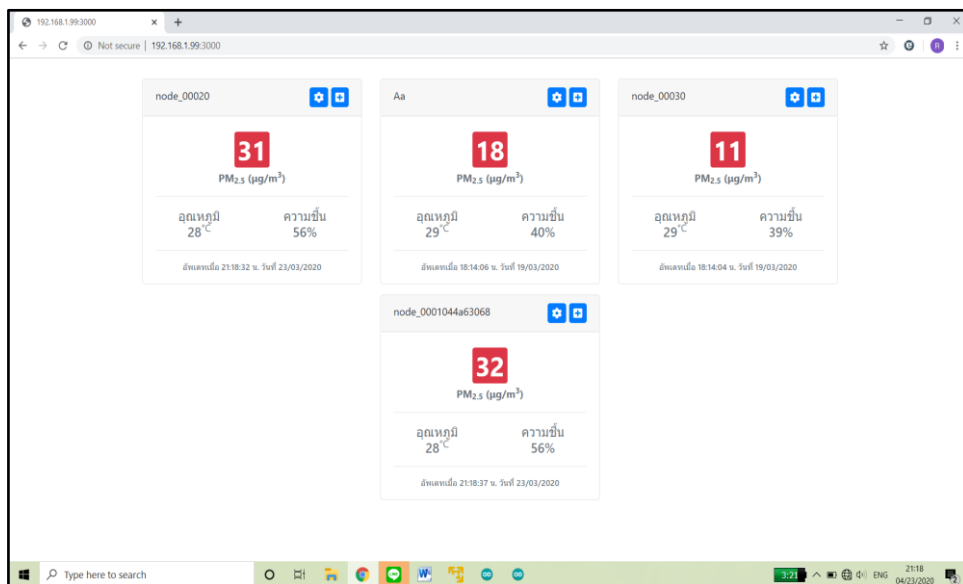 192.168.1.99:3000
Not secure | 192.168.1.99:3000
R
node_00020
31
PM2.5 (µg/m³)
อุณหภูมิ ความชื้น
28°C 56%
อัพเดทเมื่อ 21:18:32 น. วันที่ 23/03/2020
Aa
18
PM2.5 (µg/m³)
อุณหภูมิ ความชื้น
29°C 40%
อัพเดทเมื่อ 18:14:06 น. วันที่ 19/03/2020
node_00030
11
PM2.5 (µg/m³)
อุณหภูมิ ความชื้น
29°C 39%
อัพเดทเมื่อ 18:14:04 น. วันที่ 19/03/2020
node_0001044a63068
32
PM2.5 (µg/m³)
อุณหภูมิ ความชื้น
28°C 56%
อัพเดทเมื่อ 21:18:37 น. วันที่ 23/03/2020
Type here to search
LINE
W
3:21
ENG
21:18
04/23/2020
2